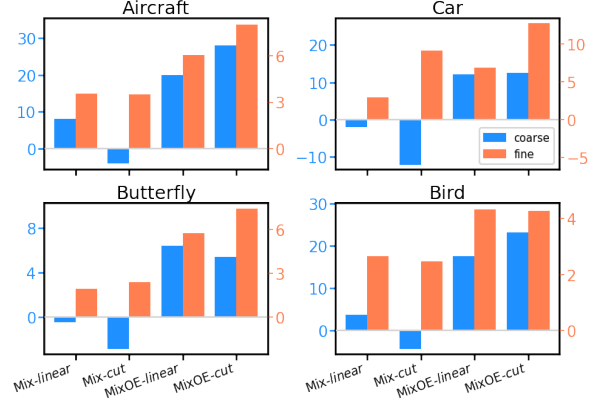 Aircraft
30
20
10
0
6
3
0
Car
20
10
0
−10
10
5
0
−5
coarse
fine
Butterfly
8
4
0
6
3
0
Bird
30
20
10
0
4
2
0
Mix-linear
Mix-cut
MixOE-linear
MixOE-cut
Mix-linear
Mix-cut
MixOE-linear
MixOE-cut